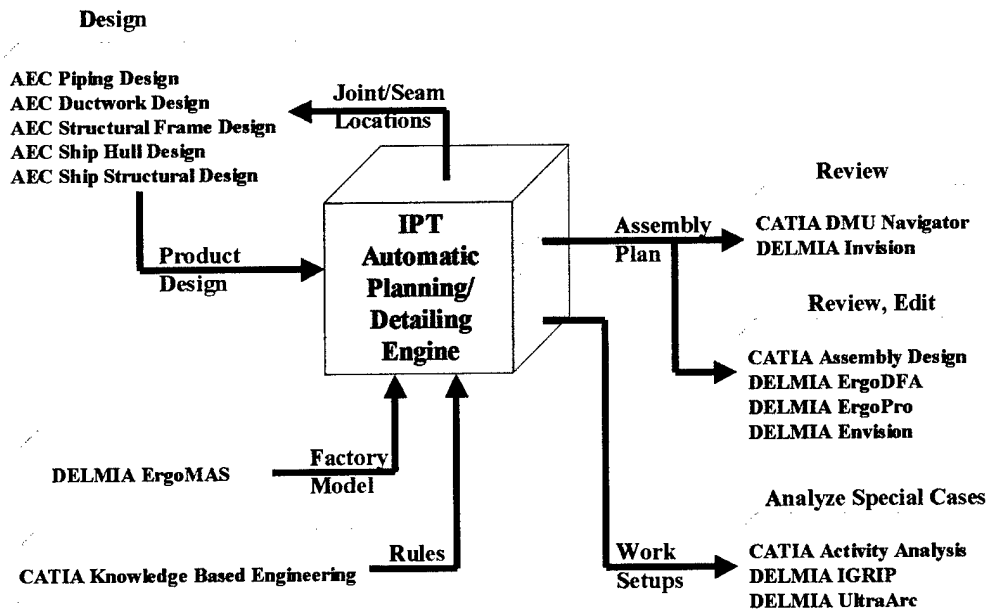 Design
AEC Piping Design
AEC Ductwork Design
AEC Structural Frame Design
AEC Ship Hull Design
AEC Ship Structural Design
Joint/Seam
Locations
Product
Design
IPT
Automatic
Planning/
Detailing
Engine
Assembly
Plan
Review
CATIA DMU Navigator
DELMIA Invision
Review, Edit
CATIA Assembly Design
DELMIA ErgoDFA
DELMIA ErgoPro
DELMIA Envision
DELMIA ErgoMAS
Factory
Model
CATIA Knowledge Based Engineering
Rules
Work
Setups
Analyze Special Cases
CATIA Activity Analysis
DELMIA IGRIP
DELMIA UltraArc